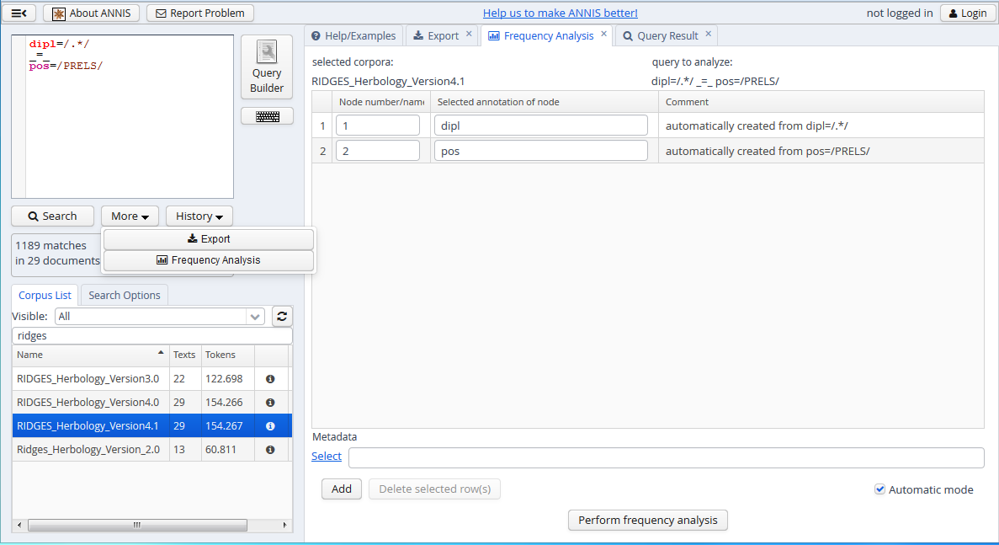 About ANNIS
Report Problem
Help us to make ANNIS better!
not logged in
Login
dipl=/.*/
_=_
pos=/PRELS/
Query
Builder
Search
More
History
1189 matches
in 29 documents
Export
Frequency Analysis
Corpus List
Search Options
Visible:
All
ridges
Name Texts Tokens
RIDGES_Herbology_Version3.0 22 122.698
RIDGES_Herbology_Version4.0 29 154.266
RIDGES_Herbology_Version4.1 29 154.267
Ridges_Herbology_Version_2.0 13 60.811
Help/Examples
Export
Frequency Analysis
Query Result
selected corpora:
RIDGES_Herbology_Version4.1
query to analyze:
dipl=/.*/ _=_ pos=/PRELS/
Node number/name Selected annotation of node Comment
1 1 dipl automatically created from dipl=/.*/
2 2 pos automatically created from pos=/PRELS/
Metadata
Select
Add
Delete selected row(s)
Automatic mode
Perform frequency analysis